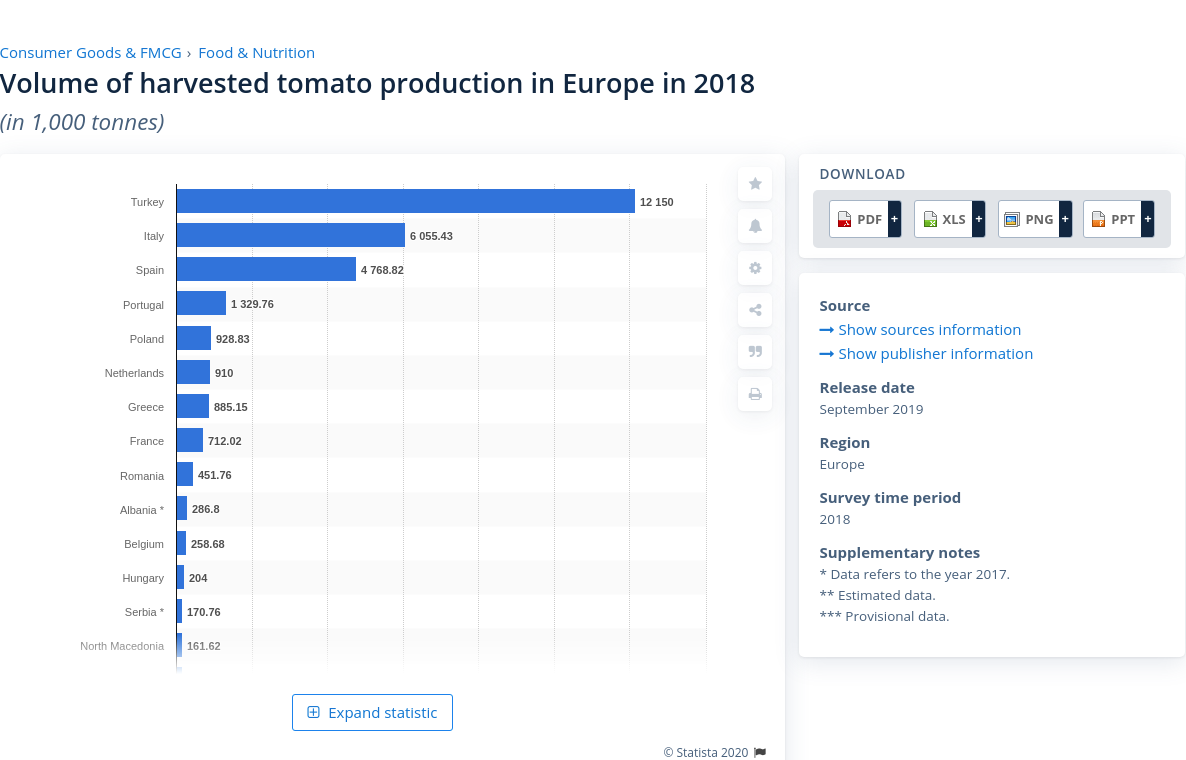 Consumer Goods & FMCG › Food & Nutrition
Volume of harvested tomato production in Europe in 2018
(in 1,000 tonnes)
Turkey 12 150
Italy 6 055.43
Spain 4 768.82
Portugal 1 329.76
Poland 928.83
Netherlands 910
Greece 885.15
France 712.02
Romania 451.76
Albania * 286.8
Belgium 258.68
Hungary 204
Serbia * 170.76
North Macedonia 161.62
Expand statistic
© Statista 2020
DOWNLOAD
PDF + XLS + PNG + PPT +
Source
Show sources information
Show publisher information
Release date
September 2019
Region
Europe
Survey time period
2018
Supplementary notes
* Data refers to the year 2017.
** Estimated data.
*** Provisional data.